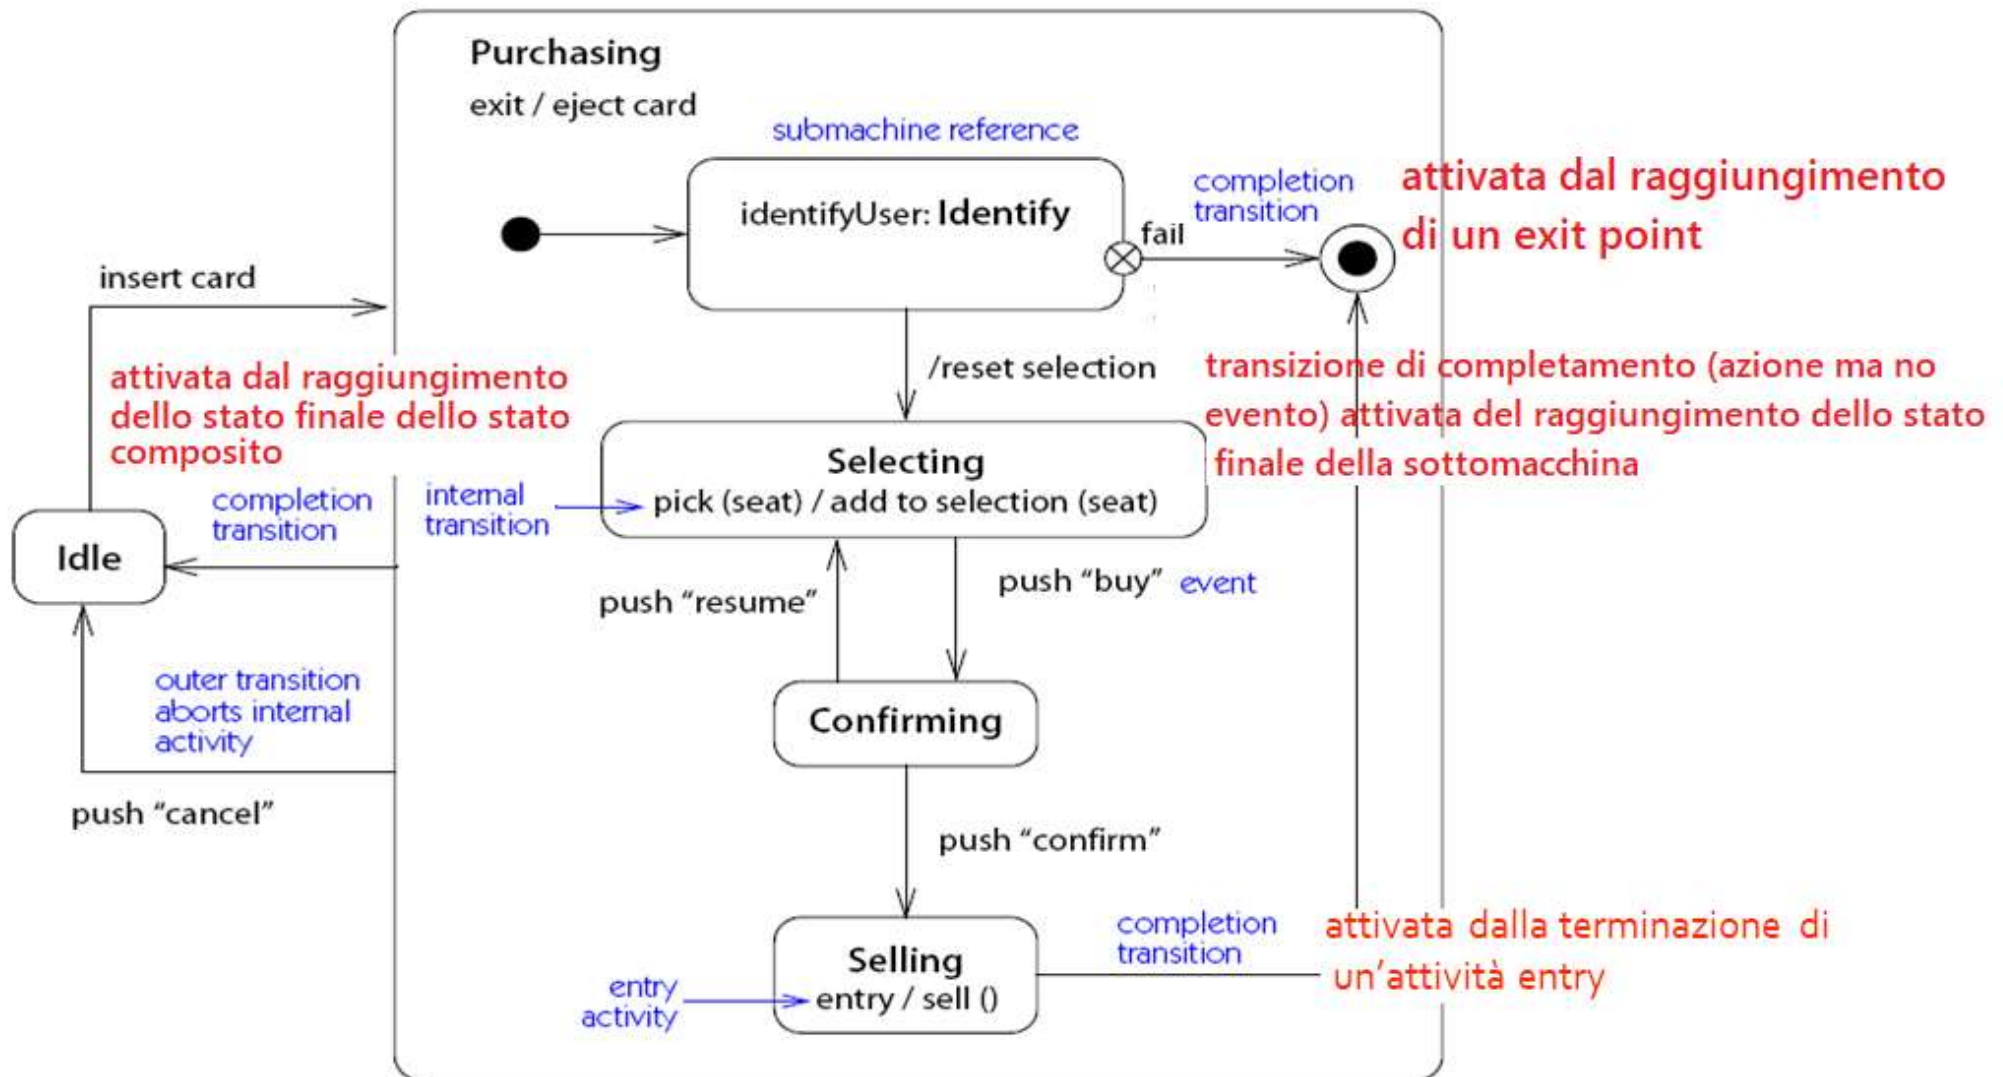 Purchasing
exit / eject card
submachine reference
identifyUser: Identify
completion
transition
fail
attivata dal raggiungimento
di un exit point
insert card
/reset selection
attivata dal raggiungimento
dello stato finale dello stato
composito
transizione di completamento (azione ma no
evento) attivata del raggiungimento dello stato
finale della sottomacchina
Selecting
pick (seat) / add to selection (seat)
internal
transition
completion
transition
Idle
push “resume”
push “buy” event
outer transition
aborts internal
activity
push “cancel”
Confirming
push “confirm”
Selling
entry / sell ()
entry
activity
completion
transition
attivata dalla terminazione di
un’attività entry